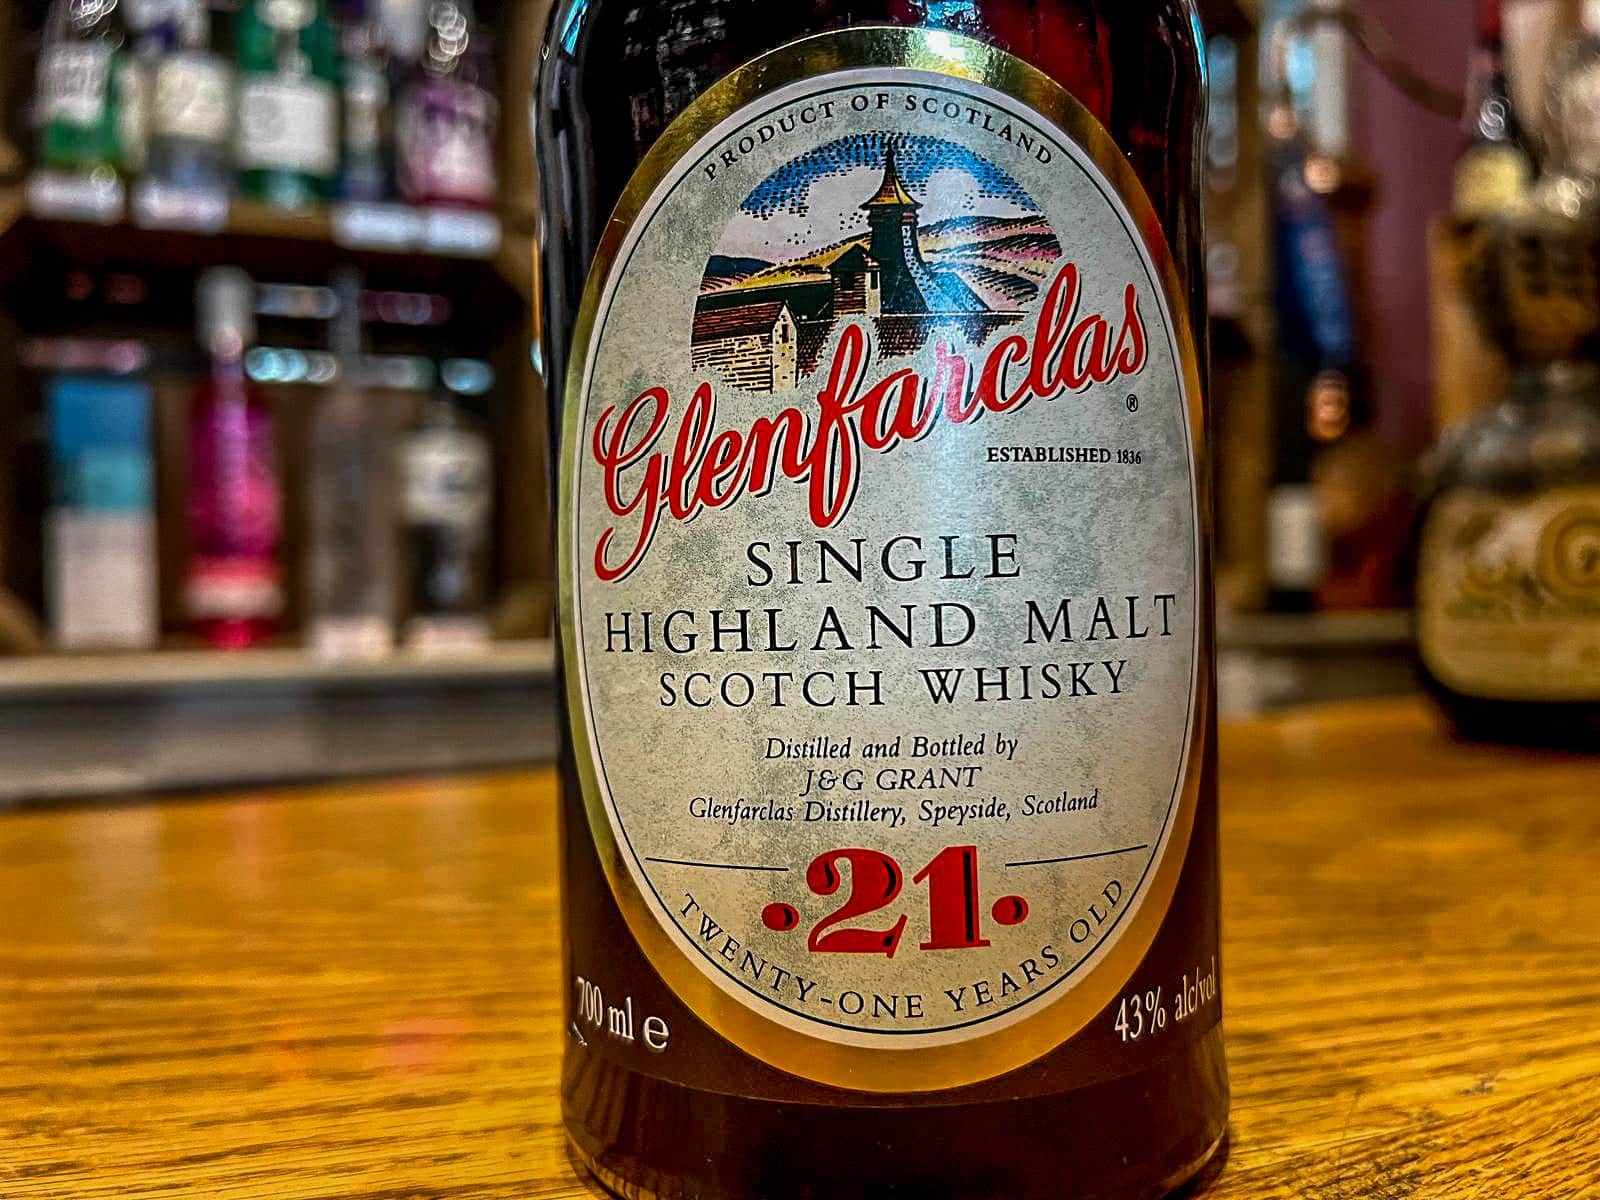 PRODUCT OF SCOTLAND
Glenfarclas
®
ESTABLISHED 1836
SINGLE
HIGHLAND MALT
SCOTCH WHISKY
Distilled and Bottled by
J&G GRANT
Glenfarclas Distillery, Speyside, Scotland
·21·
TWENTY-ONE YEARS OLD
700 ml e
43% alc/vol